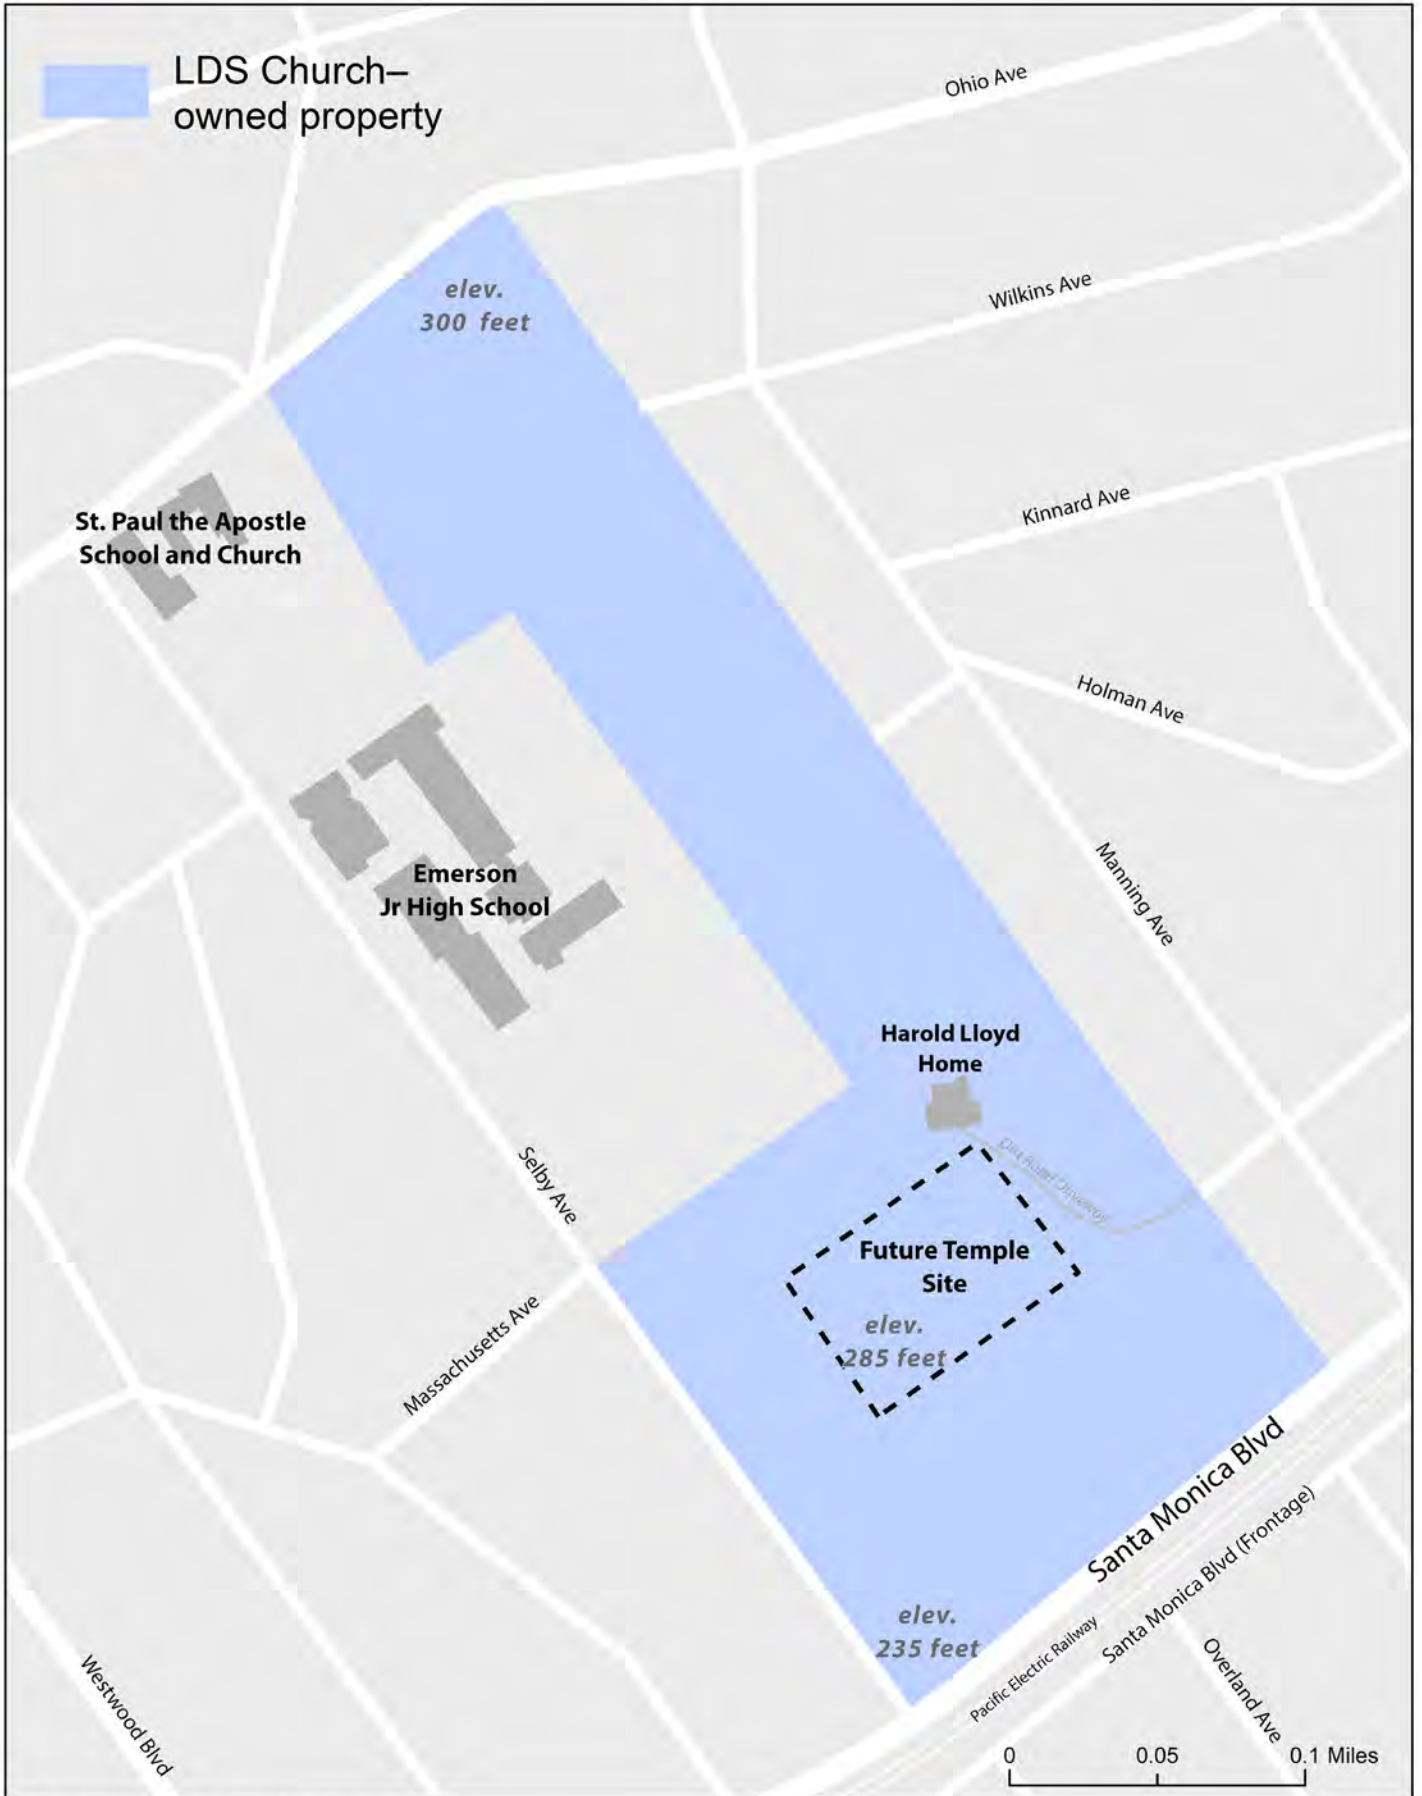 LDS Church–
owned property
Ohio Ave
elev.
300 feet
Wilkins Ave
Kinnard Ave
St. Paul the Apostle
School and Church
Holman Ave
Manning Ave
Emerson
Jr High School
Harold Lloyd
Home
Old Road Driveway
Selby Ave
Future Temple
Site
elev.
285 feet
Massachusetts Ave
Santa Monica Blvd
Santa Monica Blvd (Frontage)
Pacific Electric Railway
elev.
235 feet
Overland Ave
Westwood Blvd
0 0.05 0.1 Miles